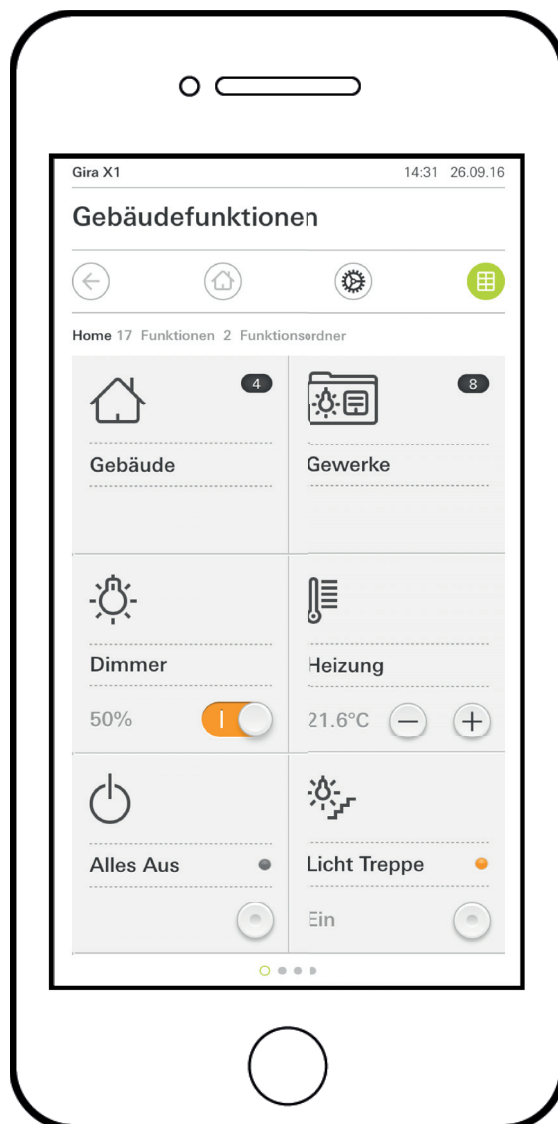 Gira X1 14:31 26.09.16
Gebäudefunktionen
Home 17 Funktionen 2 Funktionsordner
4 8
Gebäude Gewerke
Dimmer Heizung
50% 21.6°C
Alles Aus Licht Treppe
Ein